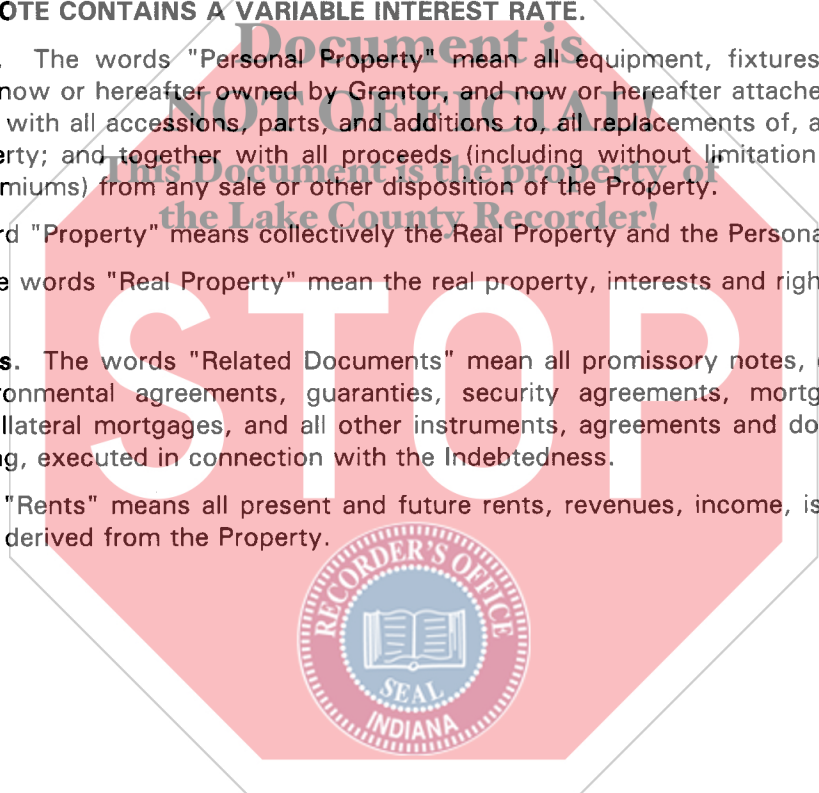 OTE CONTAINS A VARIABLE INTEREST RATE.
Document is
. The words "Personal Property" mean all equipment, fixtures
now or hereafter owned by Grantor, and now or hereafter attache
NOT OFFICIAL!
with all accessions, parts, and additions to, all replacements of, a
erty; and together with all proceeds (including without limitation
This Document is the property of
miums) from any sale or other disposition of the Property.
the Lake County Recorder!
rd "Property" means collectively the Real Property and the Persona
e words "Real Property" mean the real property, interests and righ
STOP
s. The words "Related Documents" mean all promissory notes,
ronmental agreements, guaranties, security agreements, mortg
llateral mortgages, and all other instruments, agreements and do
g, executed in connection with the Indebtedness.
"Rents" means all present and future rents, revenues, income, is
derived from the Property.
RECORDER'S OFFICE
SEAL
INDIANA